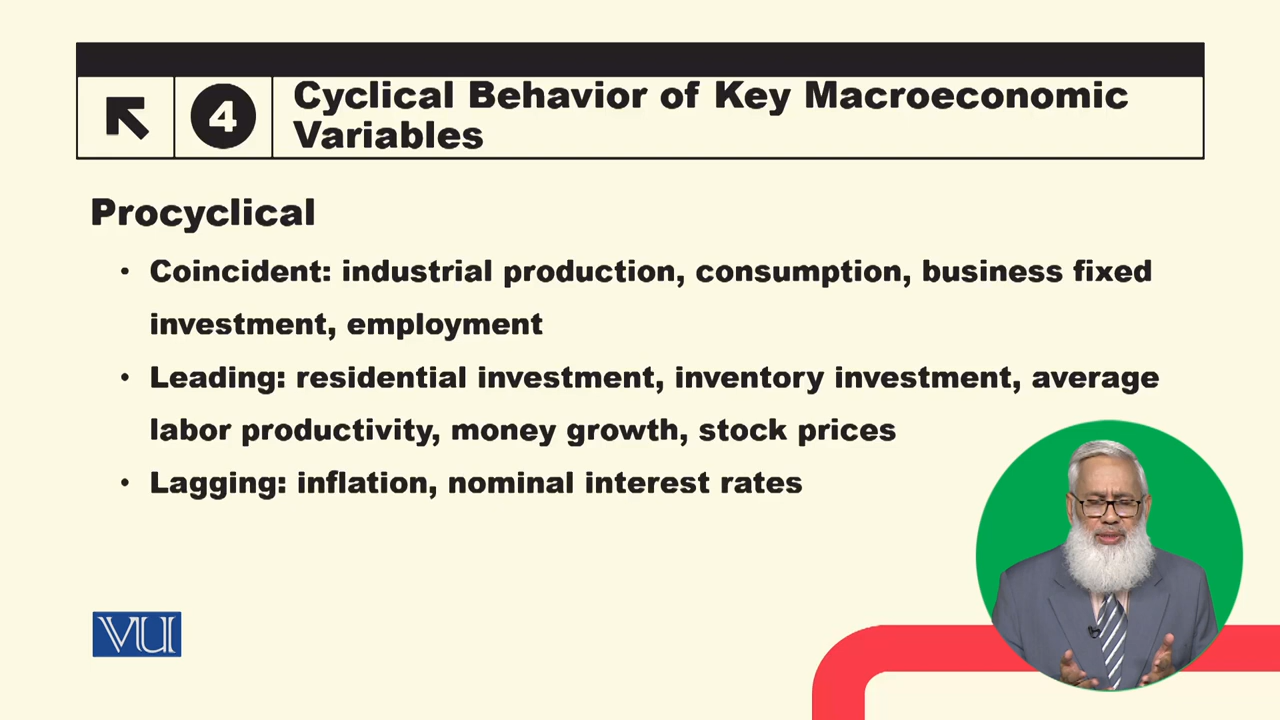 4
Cyclical Behavior of Key Macroeconomic
Variables
Procyclical
• Coincident: industrial production, consumption, business fixed
investment, employment
• Leading: residential investment, inventory investment, average
labor productivity, money growth, stock prices
• Lagging: inflation, nominal interest rates
VU